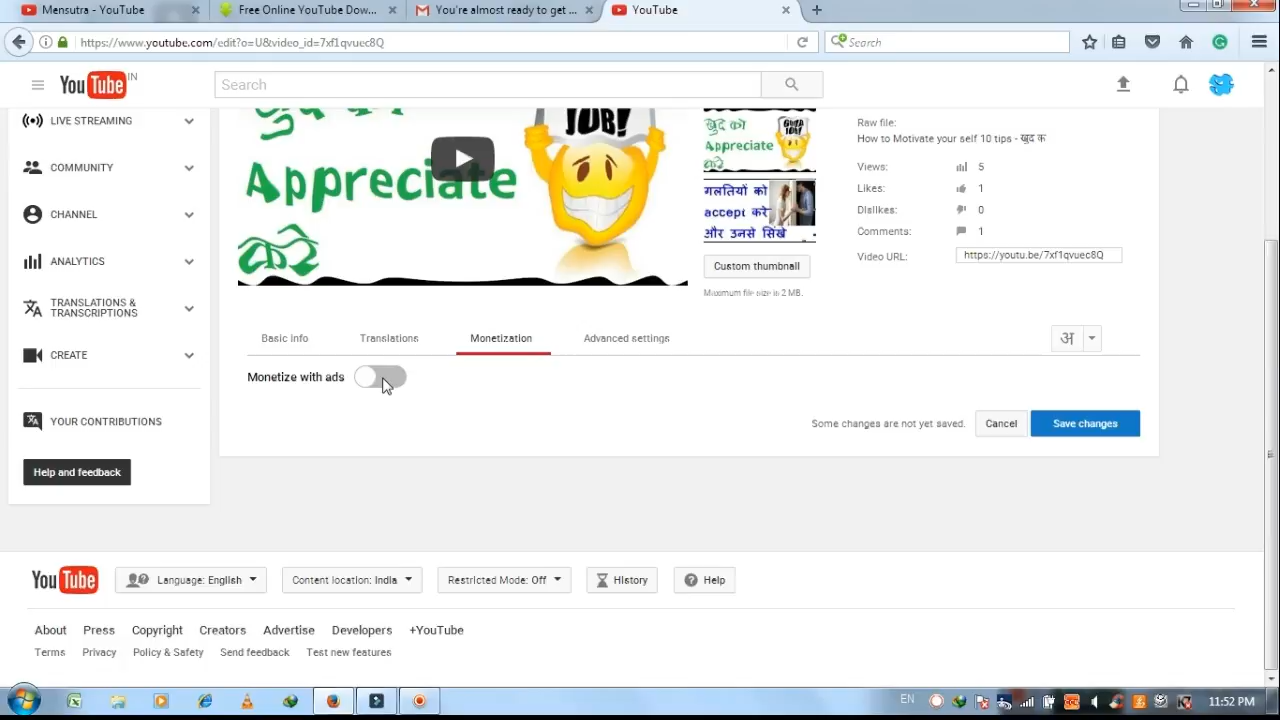 Mensutra - YouTube
Free Online YouTube Dow...
You're almost ready to get ...
YouTube
https://www.youtube.com/edit?o=U&video_id=7xf1qvuec8Q
Search
YouTube IN
Search
LIVE STREAMING
COMMUNITY
CHANNEL
ANALYTICS
TRANSLATIONS &
TRANSCRIPTIONS
CREATE
YOUR CONTRIBUTIONS
Help and feedback
JOB!
Appreciate
करे
खुद को
Appreciate
करे
गलतियों को
accept करे
और उनसे सिखे
Custom thumbnail
Maximum file size is 2 MB.
Raw file:
How to Motivate your self 10 tips - खुद क
Views: 5
Likes: 1
Dislikes: 0
Comments: 1
Video URL: https://youtu.be/7xf1qvuec8Q
Basic info
Translations
Monetization
Advanced settings
अ
Monetize with ads
Some changes are not yet saved.
Cancel
Save changes
YouTube
Language: English
Content location: India
Restricted Mode: Off
History
Help
About Press Copyright Creators Advertise Developers +YouTube
Terms Privacy Policy & Safety Send feedback Test new features
EN
11:52 PM